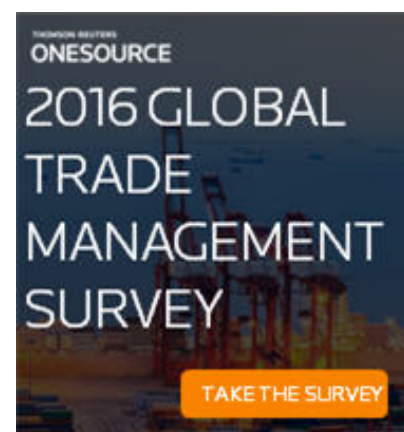 THOMSON REUTERS
ONESOURCE
2016 GLOBAL
TRADE
MANAGEMENT
SURVEY
TAKE THE SURVEY